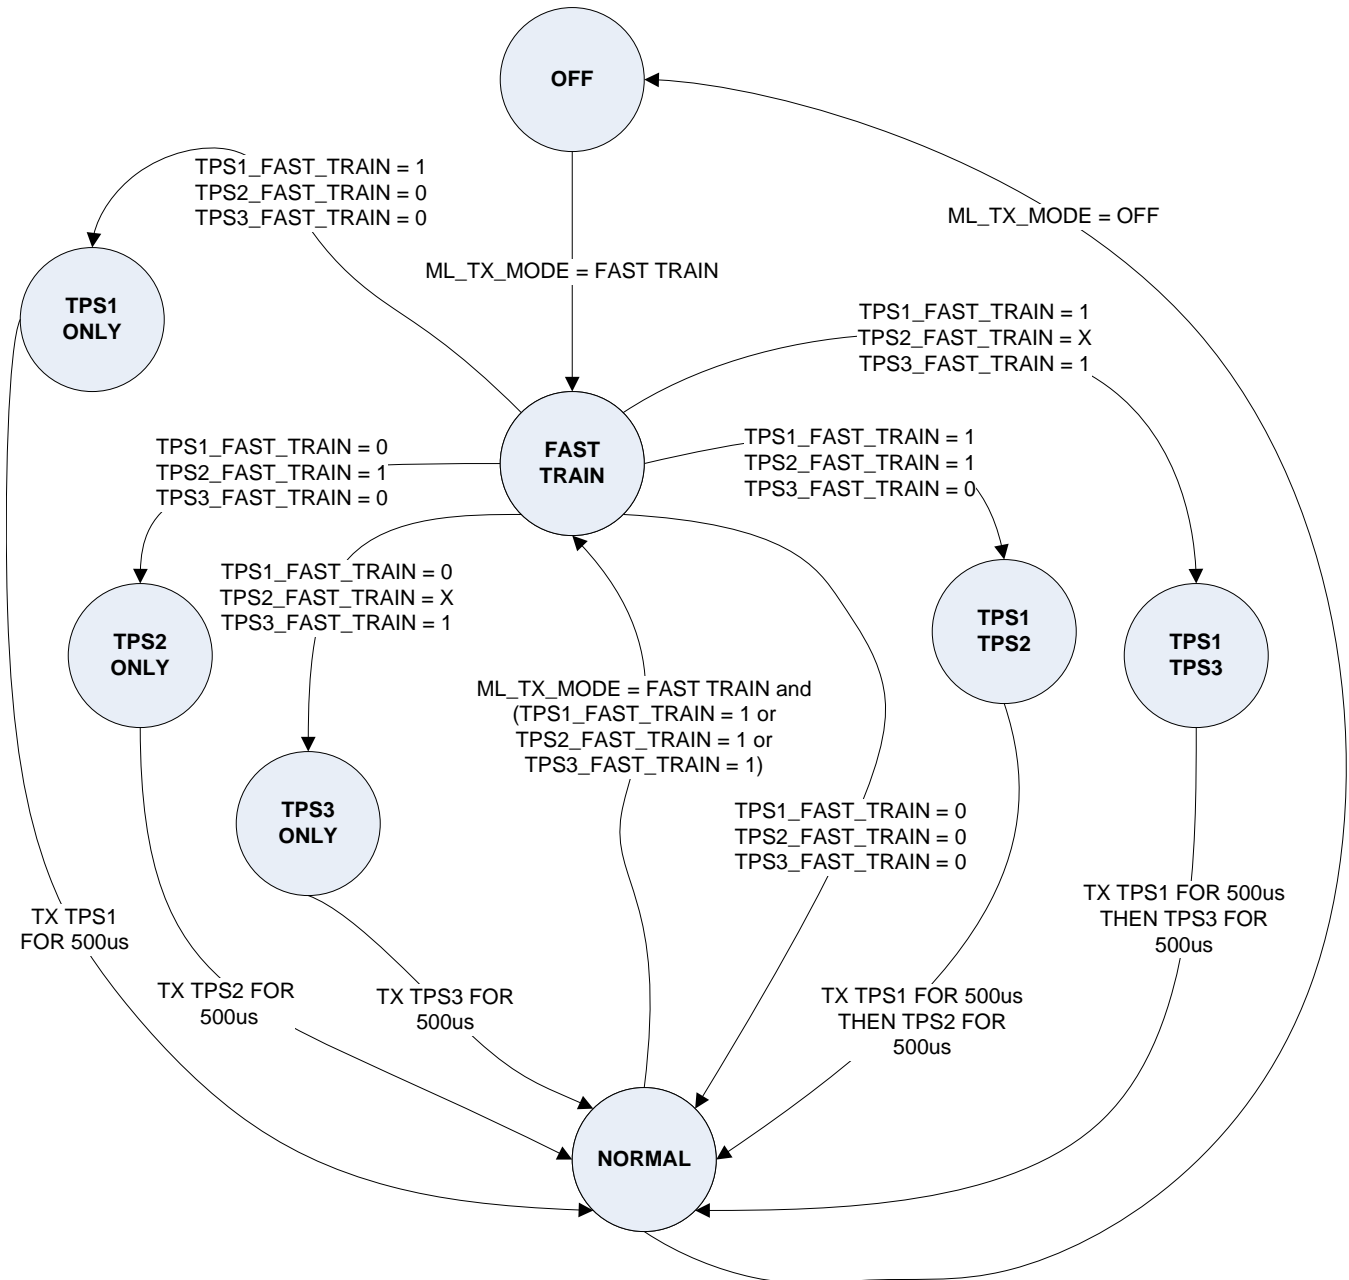 OFF
TPS1_FAST_TRAIN = 1
TPS2_FAST_TRAIN = 0
TPS3_FAST_TRAIN = 0
ML_TX_MODE = OFF
ML_TX_MODE = FAST TRAIN
TPS1
ONLY
TPS1_FAST_TRAIN = 1
TPS2_FAST_TRAIN = X
TPS3_FAST_TRAIN = 1
FAST
TRAIN
TPS1_FAST_TRAIN = 0
TPS2_FAST_TRAIN = 1
TPS3_FAST_TRAIN = 0
TPS1_FAST_TRAIN = 1
TPS2_FAST_TRAIN = 1
TPS3_FAST_TRAIN = 0
TPS1_FAST_TRAIN = 0
TPS2_FAST_TRAIN = X
TPS3_FAST_TRAIN = 1
TPS2
ONLY
TPS1
TPS2
TPS1
TPS3
ML_TX_MODE = FAST TRAIN and
(TPS1_FAST_TRAIN = 1 or
TPS2_FAST_TRAIN = 1 or
TPS3_FAST_TRAIN = 1)
TPS3
ONLY
TPS1_FAST_TRAIN = 0
TPS2_FAST_TRAIN = 0
TPS3_FAST_TRAIN = 0
TX TPS1
FOR 500us
TX TPS1 FOR 500us
THEN TPS3 FOR
500us
TX TPS2 FOR
500us
TX TPS3 FOR
500us
TX TPS1 FOR 500us
THEN TPS2 FOR
500us
NORMAL